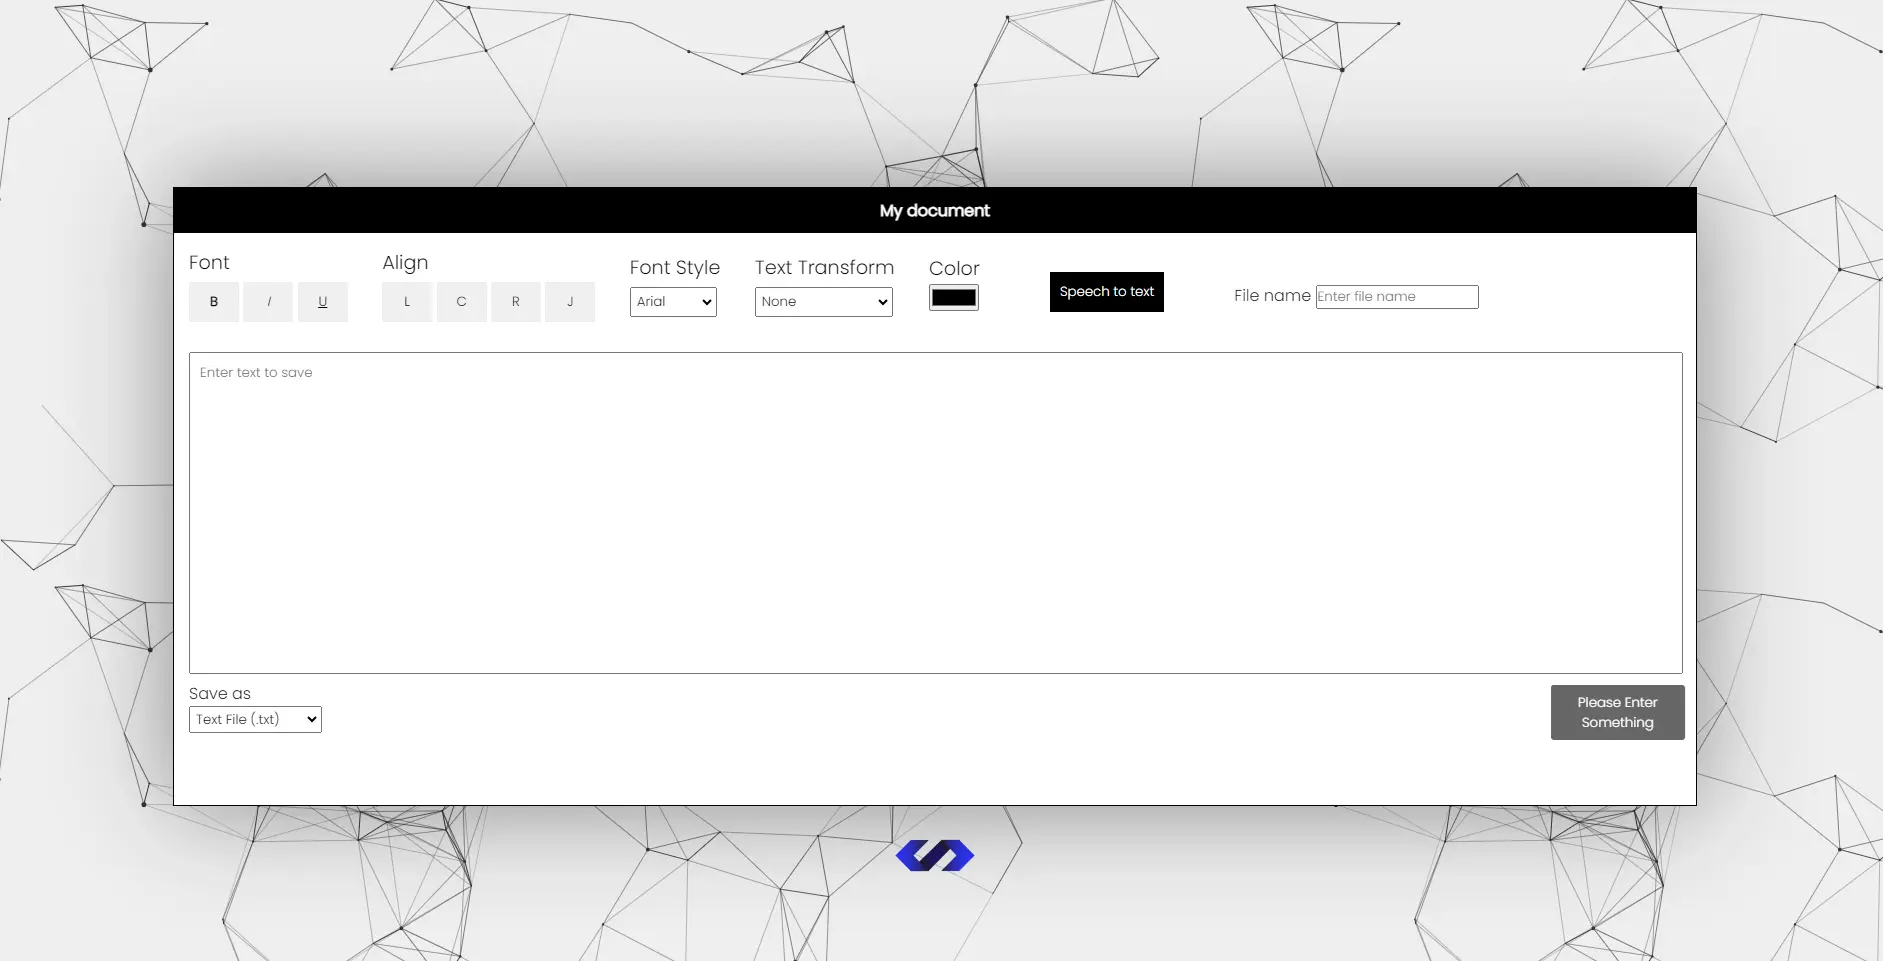 My document
Font
Align
Font Style
Text Transform
Color
B
I
U
L
C
R
J
Arial
None
Speech to text
File name
Enter file name
Enter text to save
Save as
Text File (.txt)
Please Enter
Something